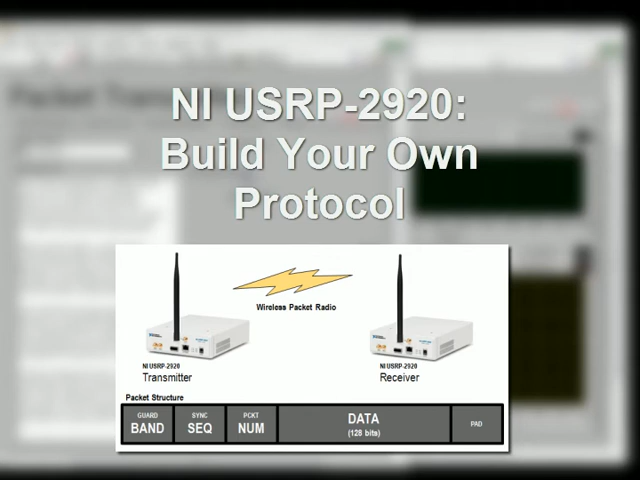 NI USRP-2920:
Build Your Own
Protocol
Wireless Packet Radio
NI USRP-2920
Transmitter
NI USRP-2920
Receiver
Packet Structure
GUARD
BAND
SYNC
SEQ
PCKT
NUM
DATA
(128 bits)
PAD